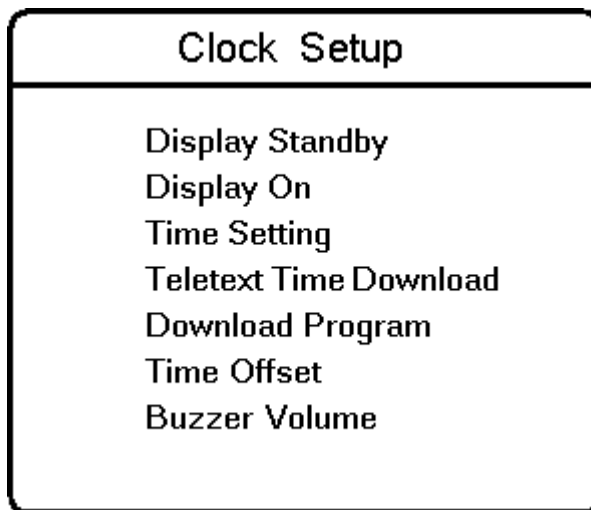 Clock Setup
Display Standby
Display On
Time Setting
Teletext Time Download
Download Program
Time Offset
Buzzer Volume